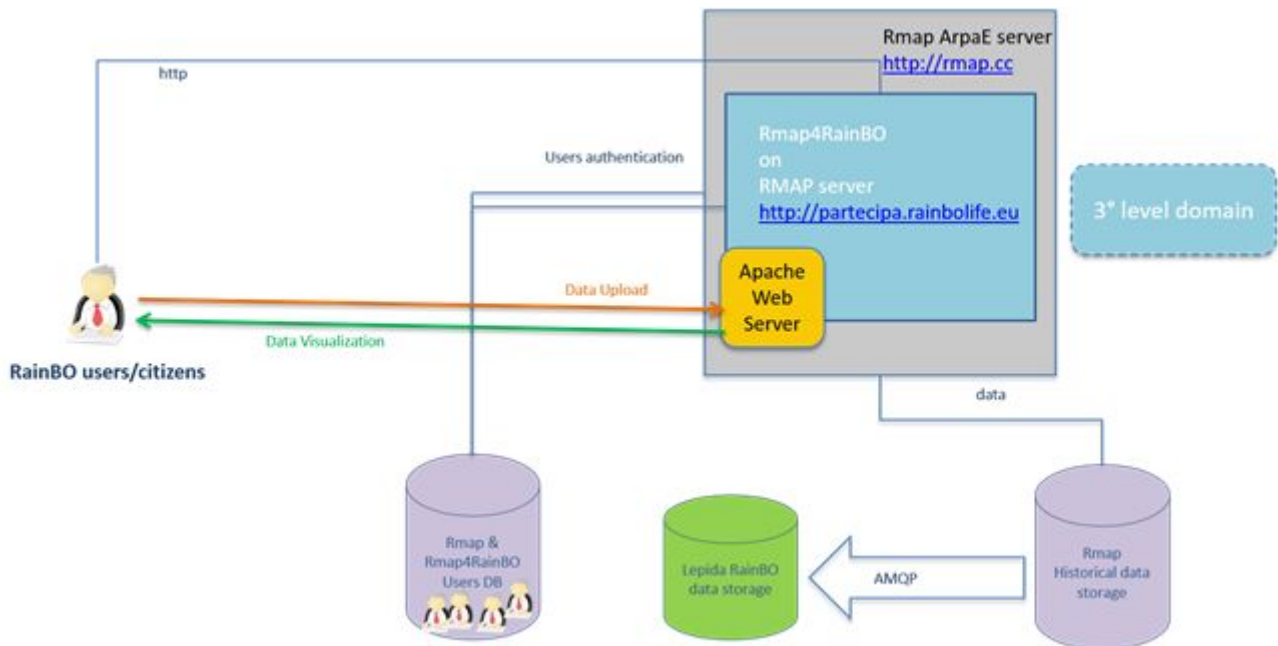 Rmap ArpaE server
http://rmap.cc
http
Rmap4RainBO
on
RMAP server
http://partecipa.rainbolife.eu
Users authentication
3° level domain
Apache
Web
Server
Data Upload
Data Visualization
RainBO users/citizens
data
Rmap &
Rmap4RainBO
Users DB
Lepida RainBO
data storage
AMQP
Rmap
Historical data
storage